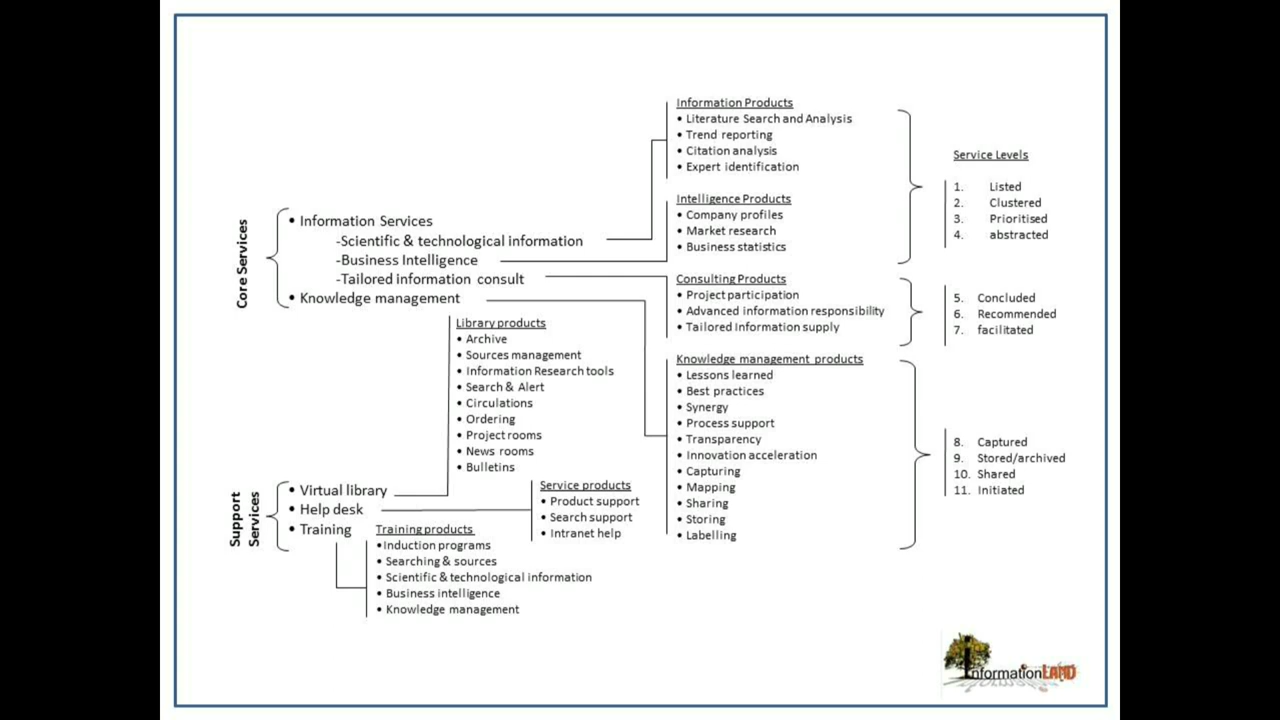 Information Products
• Literature Search and Analysis
• Trend reporting
• Citation analysis
• Expert identification
Intelligence Products
• Company profiles
• Market research
• Business statistics
Service Levels
1. Listed
2. Clustered
3. Prioritised
4. abstracted
Core Services
• Information Services
-Scientific & technological information
-Business Intelligence
-Tailored information consult
• Knowledge management
Consulting Products
• Project participation
• Advanced information responsibility
• Tailored Information supply
5. Concluded
6. Recommended
7. facilitated
Library products
• Archive
• Sources management
• Information Research tools
• Search & Alert
• Circulations
• Ordering
• Project rooms
• News rooms
• Bulletins
Knowledge management products
• Lessons learned
• Best practices
• Synergy
• Process support
• Transparency
• Innovation acceleration
• Capturing
• Mapping
• Sharing
• Storing
• Labelling
8. Captured
9. Stored/archived
10. Shared
11. Initiated
Support
Services
• Virtual library
• Help desk
• Training
Service products
• Product support
• Search support
• Intranet help
Training products
• Induction programs
• Searching & sources
• Scientific & technological information
• Business intelligence
• Knowledge management
InformationLAND